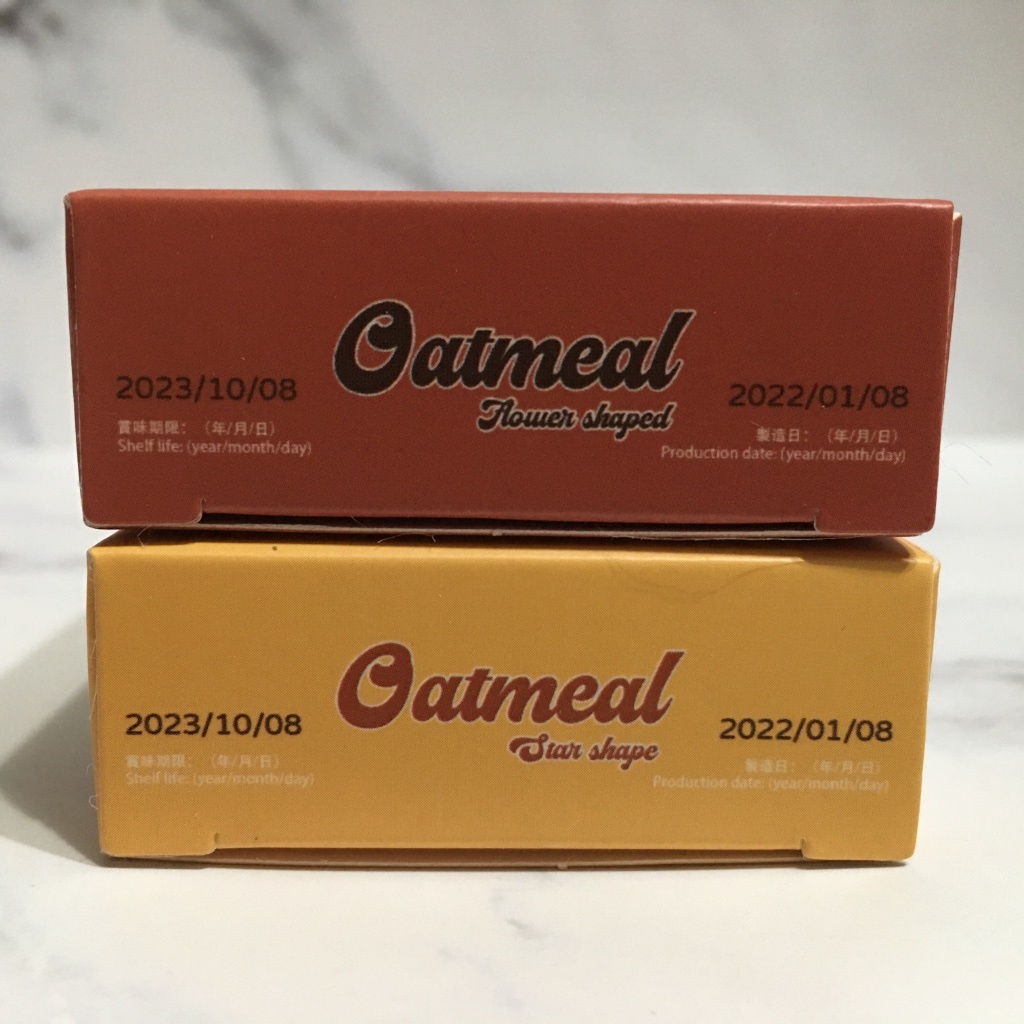 Oatmeal
Flower shaped
2023/10/08
賞味期限：（年/月/日）
Shelf life: (year/month/day)
2022/01/08
製造日：（年/月/日）
Production date: (year/month/day)
Oatmeal
Star shape
2023/10/08
賞味期限：（年/月/日）
Shelf life: (year/month/day)
2022/01/08
製造日：（年/月/日）
Production date: (year/month/day)